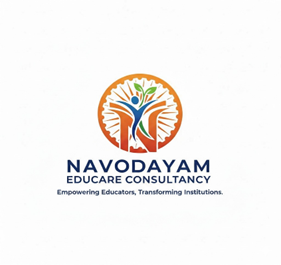 N
NAVODAYAM
EDUCARE CONSULTANCY
Empowering Educators, Transforming Institutions.